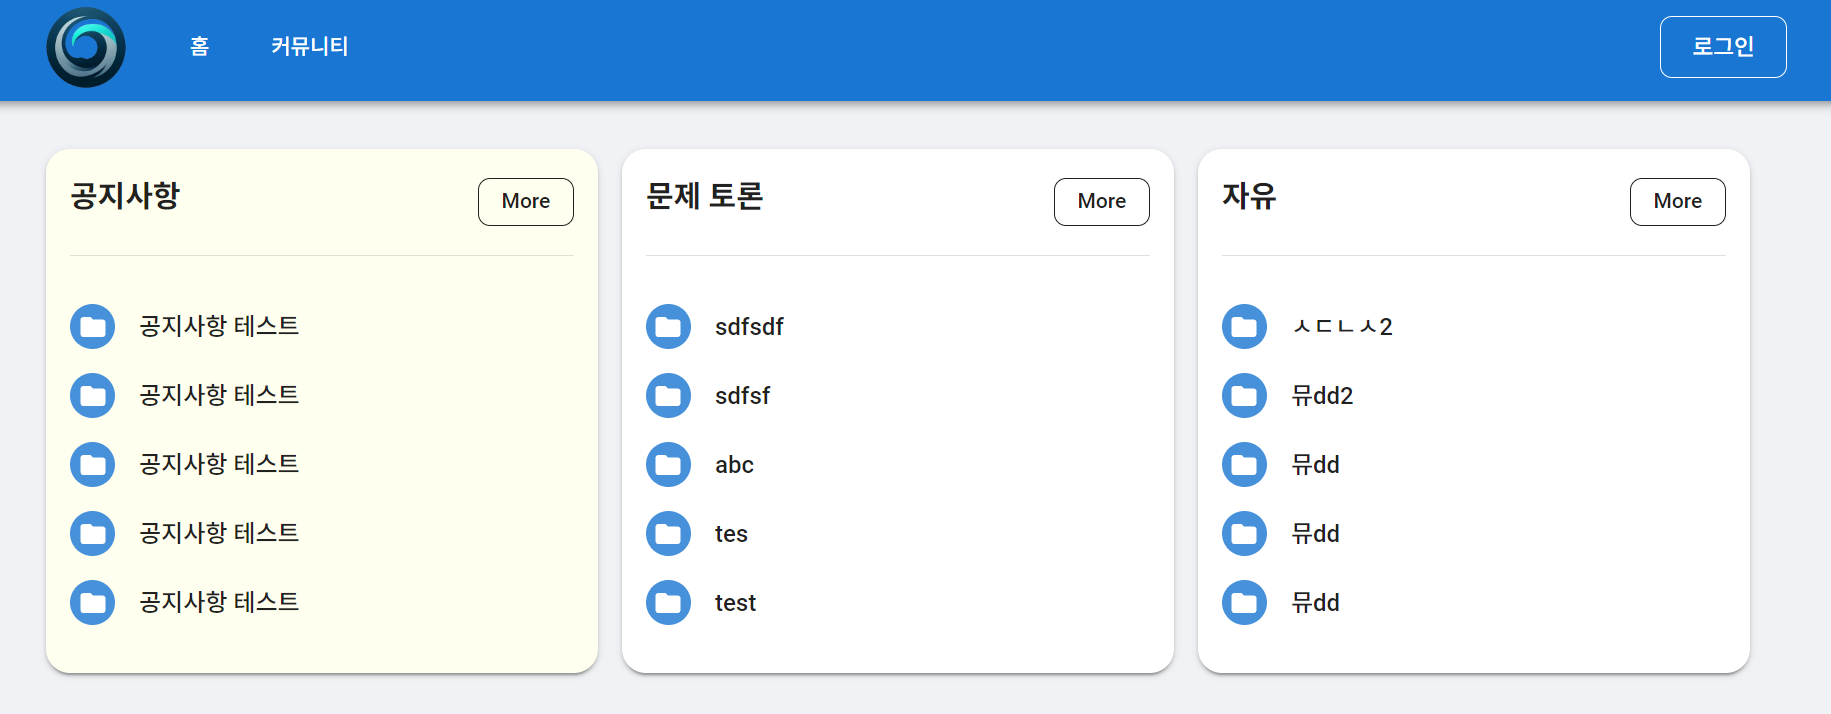 홈 커뮤니티 로그인
공지사항 More
공지사항 테스트
공지사항 테스트
공지사항 테스트
공지사항 테스트
공지사항 테스트
문제 토론 More
sdfsdf
sdfsf
abc
tes
test
자유 More
ㅅㄷㄴㅅ2
뮤dd2
뮤dd
뮤dd
뮤dd